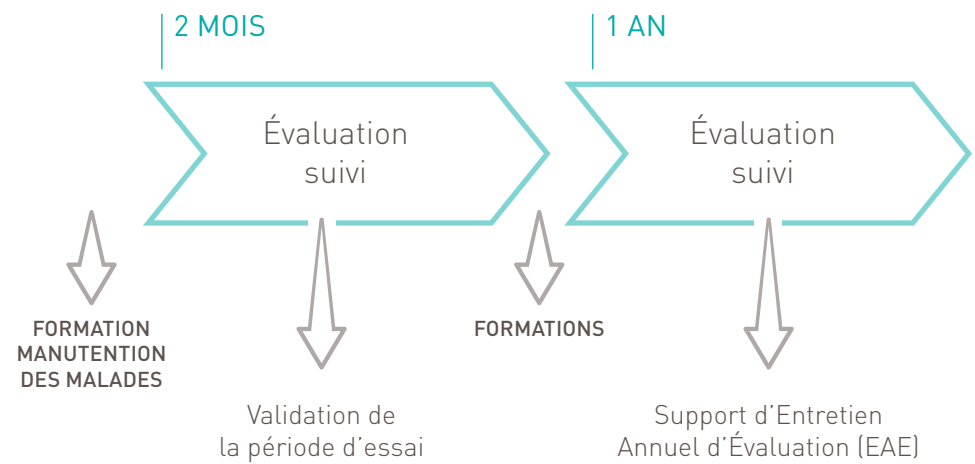 2 MOIS
1 AN
Évaluation
suivi
Évaluation
suivi
FORMATION
MANUTENTION
DES MALADES
FORMATIONS
Validation de
la période d'essai
Support d'Entretien
Annuel d'Évaluation (EAE)